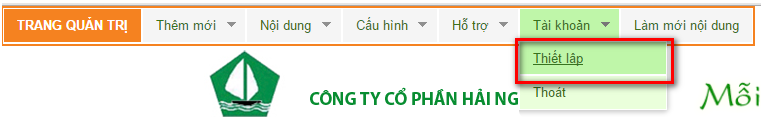 TRANG QUẢN TRỊ Thêm mới Nội dung Cấu hình Hỗ trợ Tài khoản Làm mới nội dung
Thiết lập
CÔNG TY CỔ PHẦN HẢI NG
Thoát
Mỗi